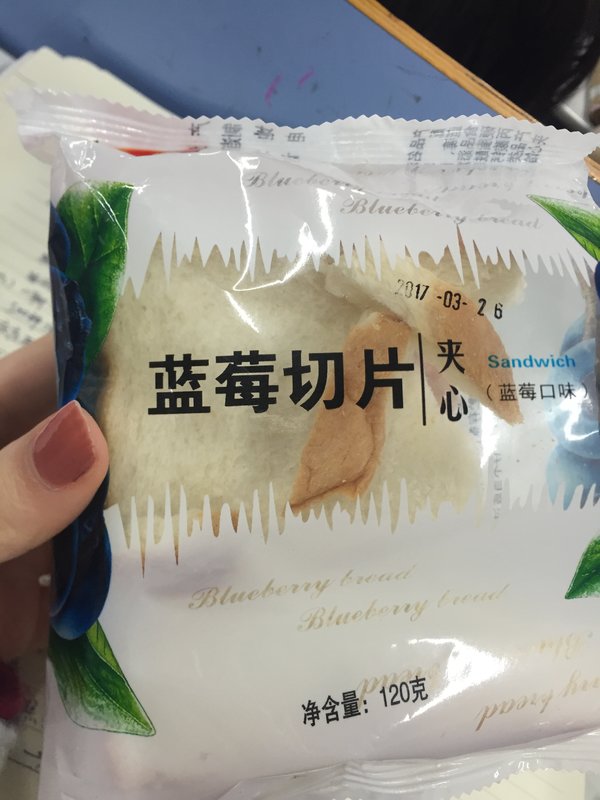 Blueberry bread
2017-03-26
蓝莓切片
夹心
Sandwich
（蓝莓口味）
Blueberry bread
Blueberry bread
净含量：120克